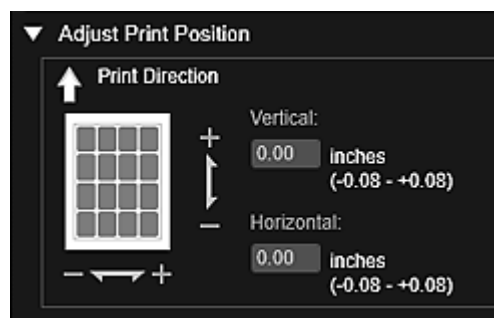 Adjust Print Position
Print Direction
Vertical:
+
0.00 inches
(-0.08 - +0.08)
−
Horizontal:
0.00 inches
− +
(-0.08 - +0.08)